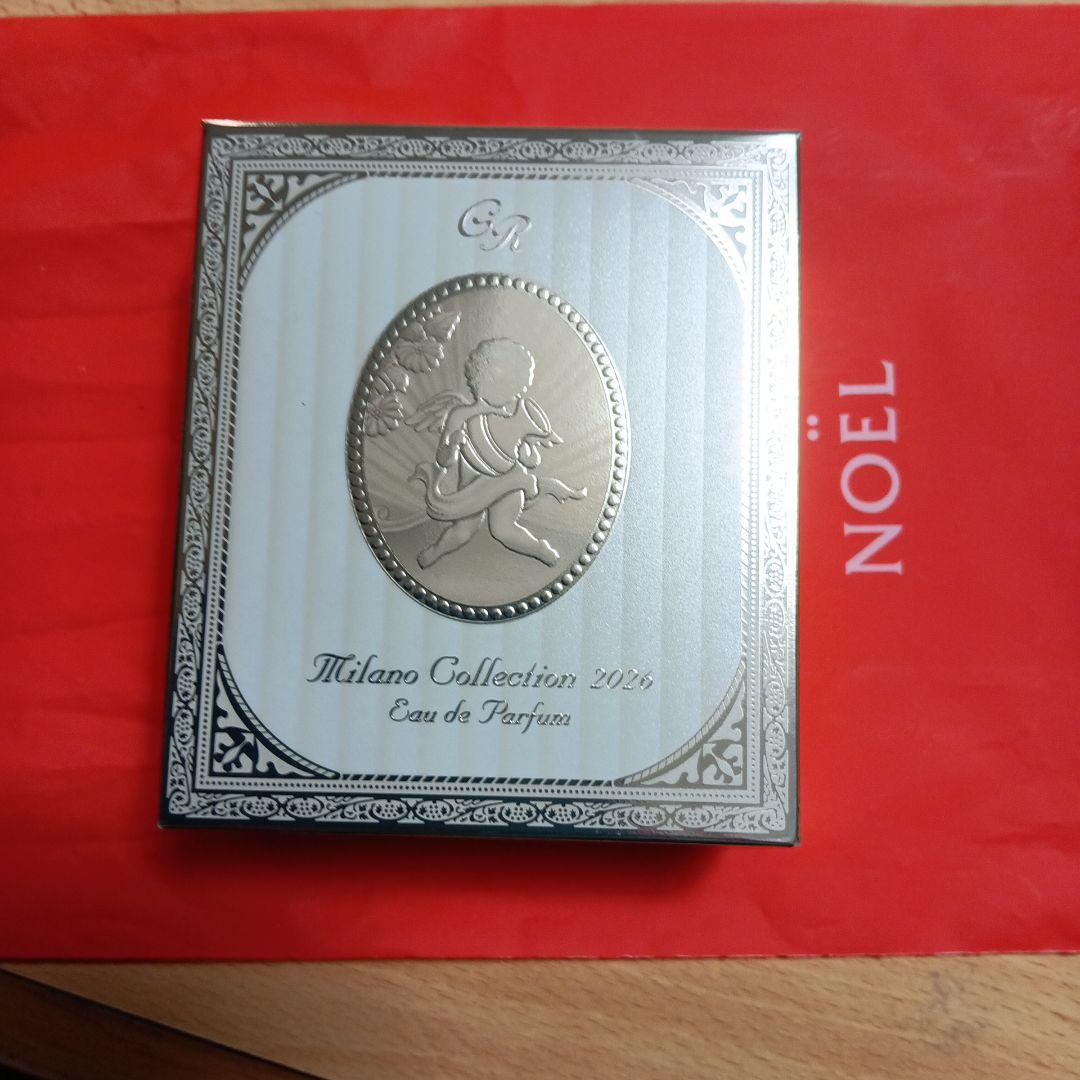 GR
Milano Collection 2026
Eau de Parfum
NOËL